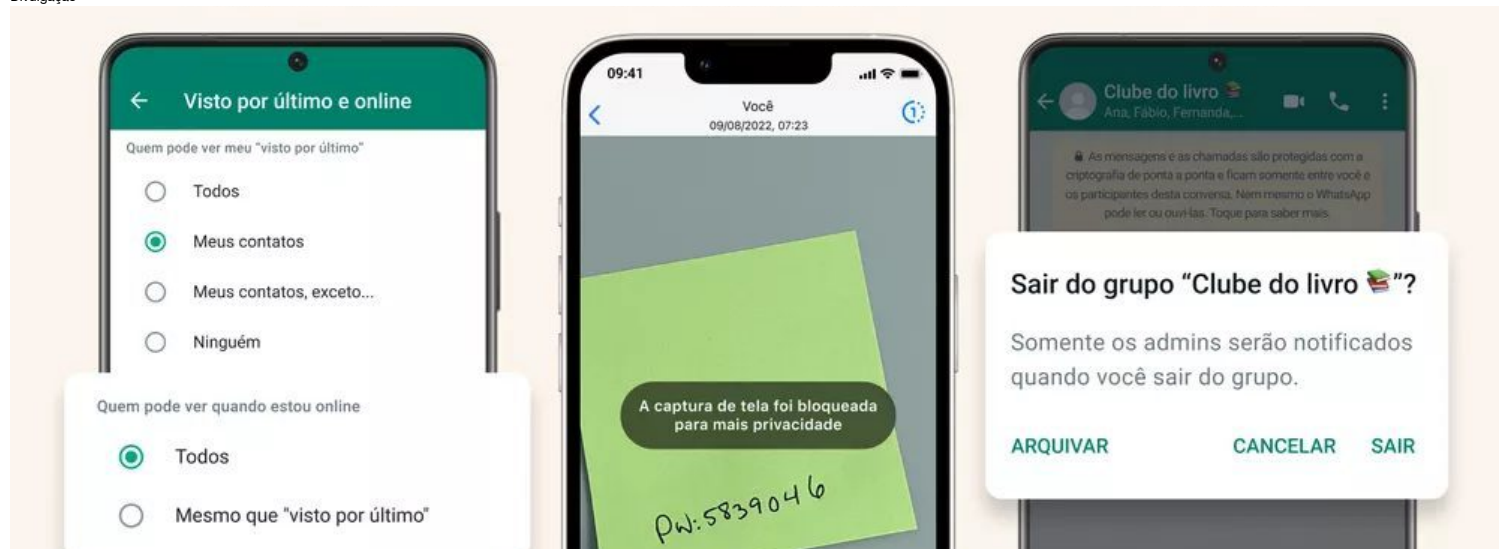 Divulgação
Visto por último e online
Quem pode ver meu "visto por último"
Todos
Meus contatos
Meus contatos, exceto...
Ninguém
Quem pode ver quando estou online
Todos
Mesmo que "visto por último"
09:41
Você
09/08/2022, 07:23
1
A captura de tela foi bloqueada
para mais privacidade
PW:5839046
Clube do livro 📚
Ana, Fábio, Fernanda,...
As mensagens e as chamadas são protegidas com a
criptografia de ponta a ponta e ficam somente entre você e
os participantes desta conversa. Nem mesmo o WhatsApp
pode ler ou ouvi-las. Toque para saber mais.
Sair do grupo “Clube do livro 📚”?
Somente os admins serão notificados
quando você sair do grupo.
ARQUIVAR CANCELAR SAIR